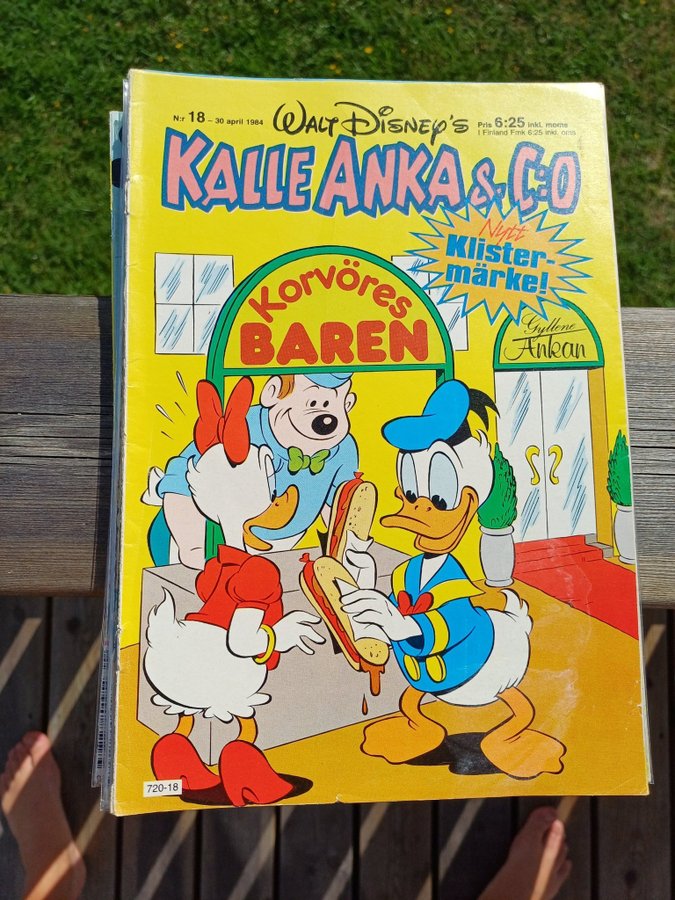 N:r 18 – 30 april 1984
WALT DISNEY'S
Pris 6:25 inkl. moms
I Finland Fmk 6:25 inkl. oms
KALLE ANKA & C:O
Nytt
Klister-
märke!
Korvöres
BAREN
Gyllene
Ankan
720-18